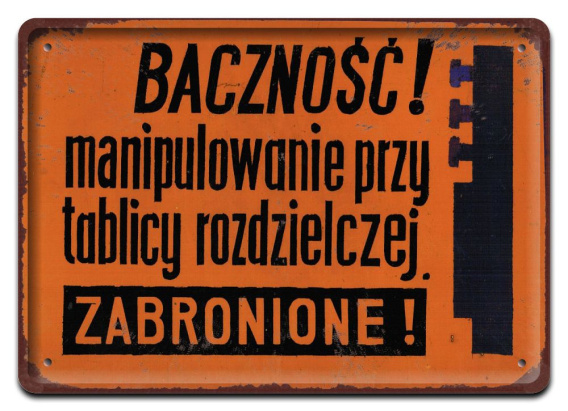 BACZNOŚĆ!
manipulowanie przy
tablicy rozdzielczej.
ZABRONIONE!